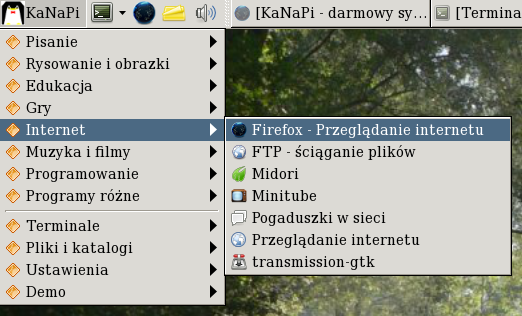 KaNaPi
[KaNaPi - darmowy sy...
[Termina
Pisanie
Rysowanie i obrazki
Edukacja
Gry
Internet
Muzyka i filmy
Programowanie
Programy różne
Terminale
Pliki i katalogi
Ustawienia
Demo
Firefox - Przeglądanie internetu
FTP - ściąganie plików
Midori
Minitube
Pogaduszki w sieci
Przeglądanie internetu
transmission-gtk